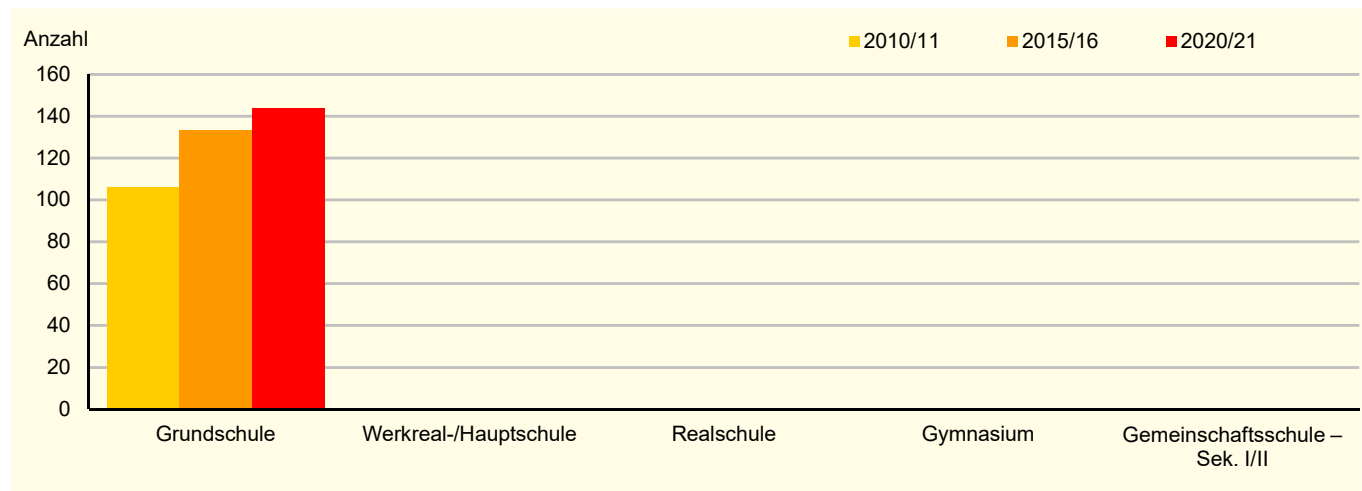 Anzahl
2010/11 2015/16 2020/21
160
140
120
100
80
60
40
20
0
Grundschule Werkreal-/Hauptschule Realschule Gymnasium Gemeinschaftsschule –
Sek. I/II